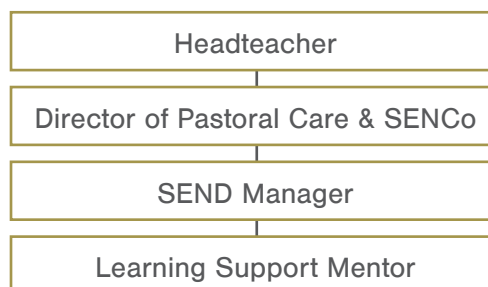 Headteacher
Director of Pastoral Care & SENCo
SEND Manager
Learning Support Mentor